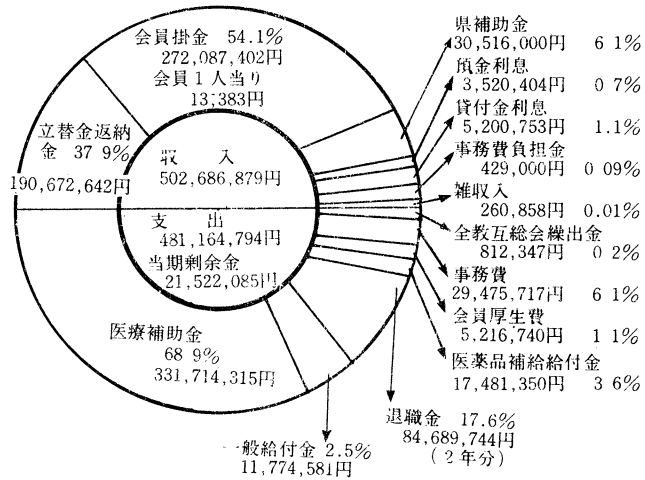 会員掛金 54.1%
272,087,402円
会員1人当り
13,383円
立替金返納
金 37 9%
190,672,642円
収 入
502,686,879円
支 出
481,164,794円
当期剰余金
21,522,085円
医療補助金
68 9%
331,714,315円
県補助金
30,516,000円 6 1%
預金利息
3,520,404円 0 7%
貸付金利息
5,200,753円 1.1%
事務費負担金
429,000円 0 09%
雑収入
260,858円 0.01%
全教互総会繰出金
812,347円 0 2%
事務費
29,475,717円 6 1%
会員厚生費
5,216,740円 1 1%
医薬品補給給付金
17,481,350円 3 6%
退職金 17.6%
84,689,744円
(2年分)
一般給付金 2.5%
11,774,581円